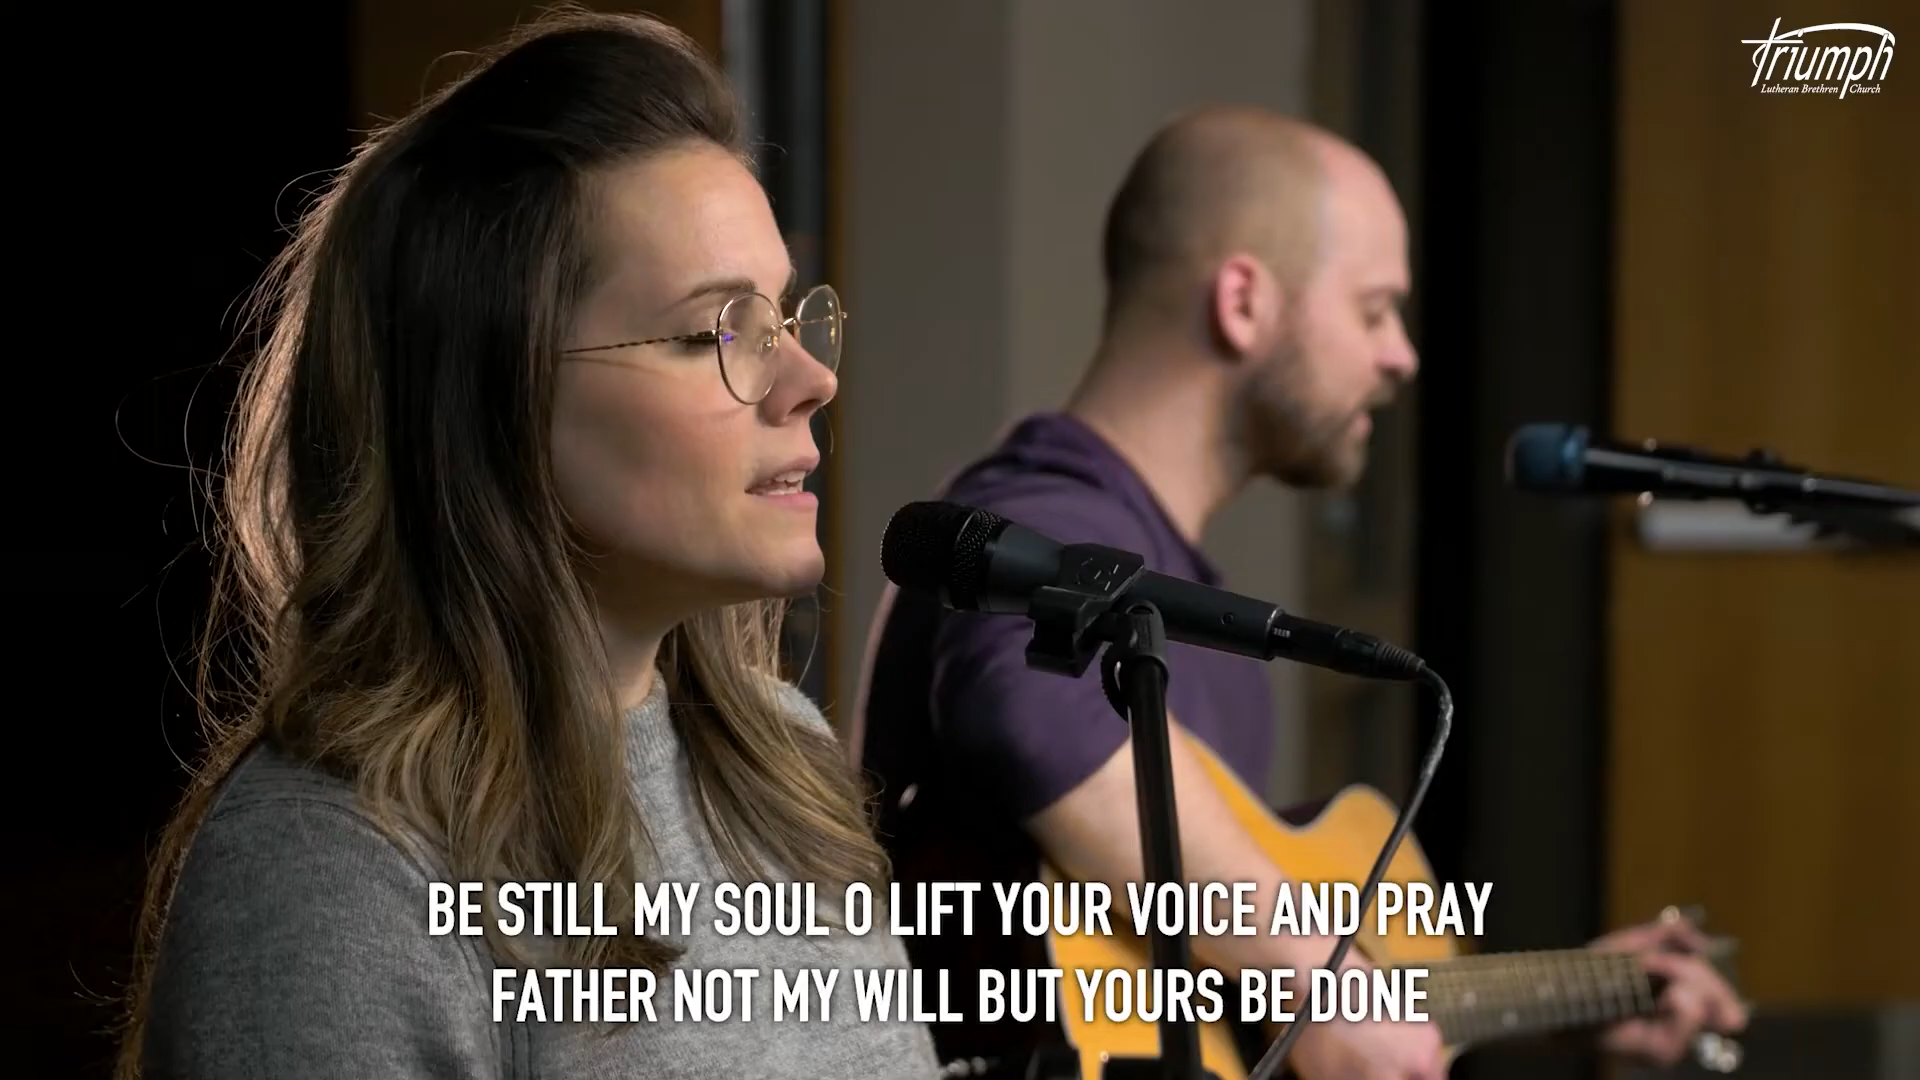 Triumph
Lutheran Brethren Church
BE STILL MY SOUL O LIFT YOUR VOICE AND PRAY
FATHER NOT MY WILL BUT YOURS BE DONE